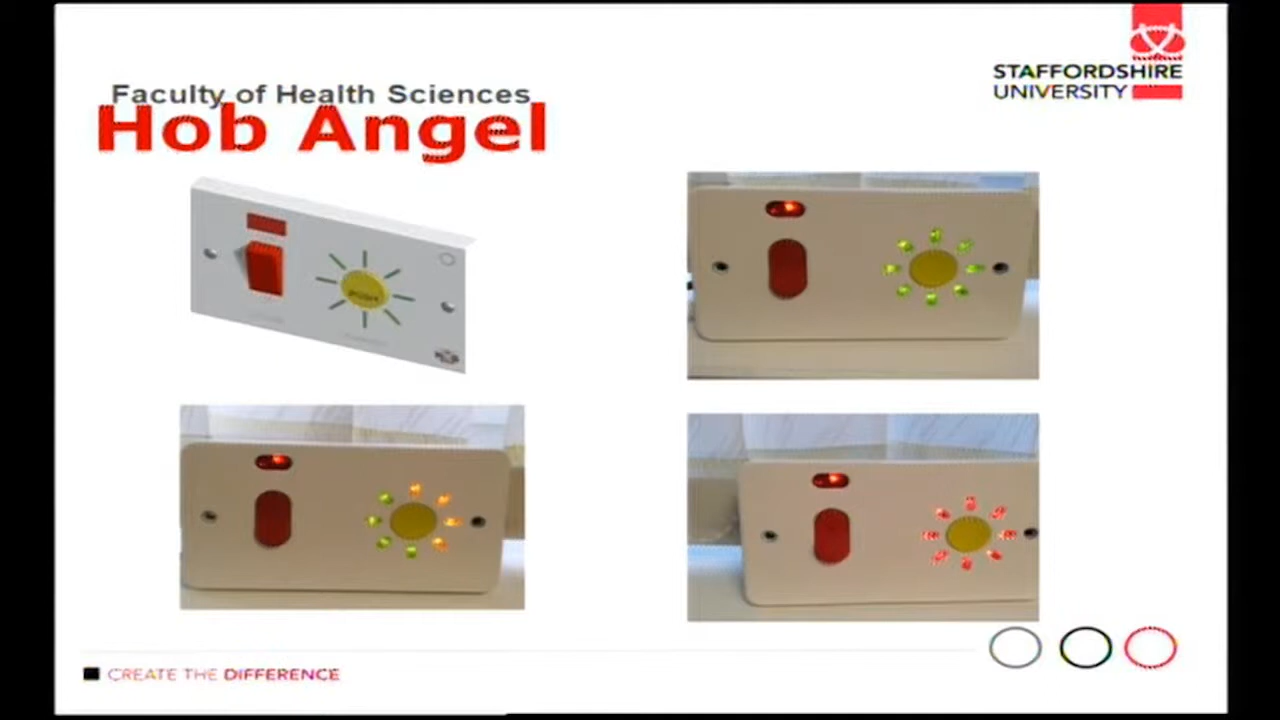 STAFFORDSHIRE
UNIVERSITY
Faculty of Health Sciences
Hob Angel
CREATE THE DIFFERENCE